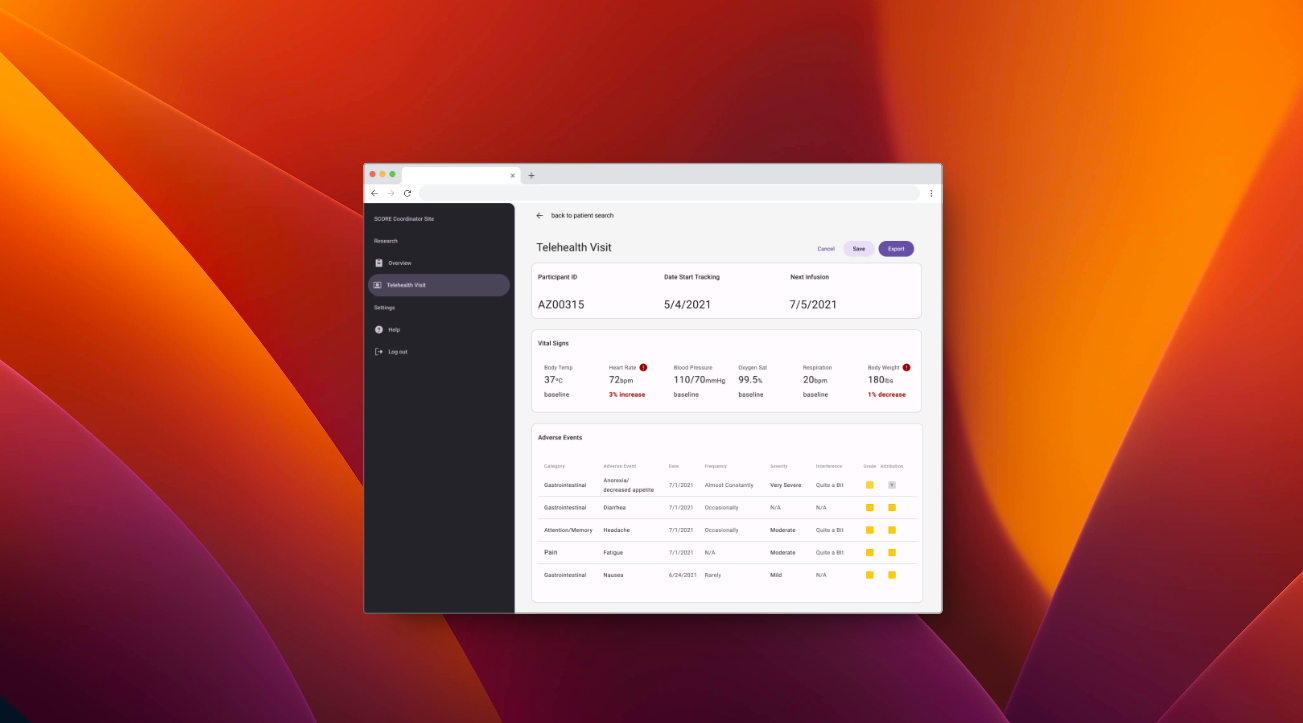 SCORE Coordinator Site
Research
Overview
Telehealth Visit
Settings
Help
Log out
back to patient search
Telehealth Visit
Cancel Save Export
Participant ID Date Start Tracking Next Infusion
AZ00315 5/4/2021 7/5/2021
Vital Signs
Body Temp Heart Rate ! Blood Pressure Oxygen Sat Respiration Body Weight !
37°C 72bpm 110/70mmHg 99.5% 20bpm 180lbs
baseline 3% increase baseline baseline baseline 1% decrease
Adverse Events
Category Adverse Event Date Frequency Severity Interference Grade Attribution
Gastrointestinal Anorexia/ decreased appetite 7/1/2021 Almost Constantly Very Severe Quite a Bit
Gastrointestinal Diarrhea 7/1/2021 Occasionally N/A N/A
Attention/Memory Headache 7/1/2021 Occasionally Moderate Quite a Bit
Pain Fatigue 7/1/2021 N/A Moderate Quite a Bit
Gastrointestinal Nausea 6/24/2021 Rarely Mild N/A